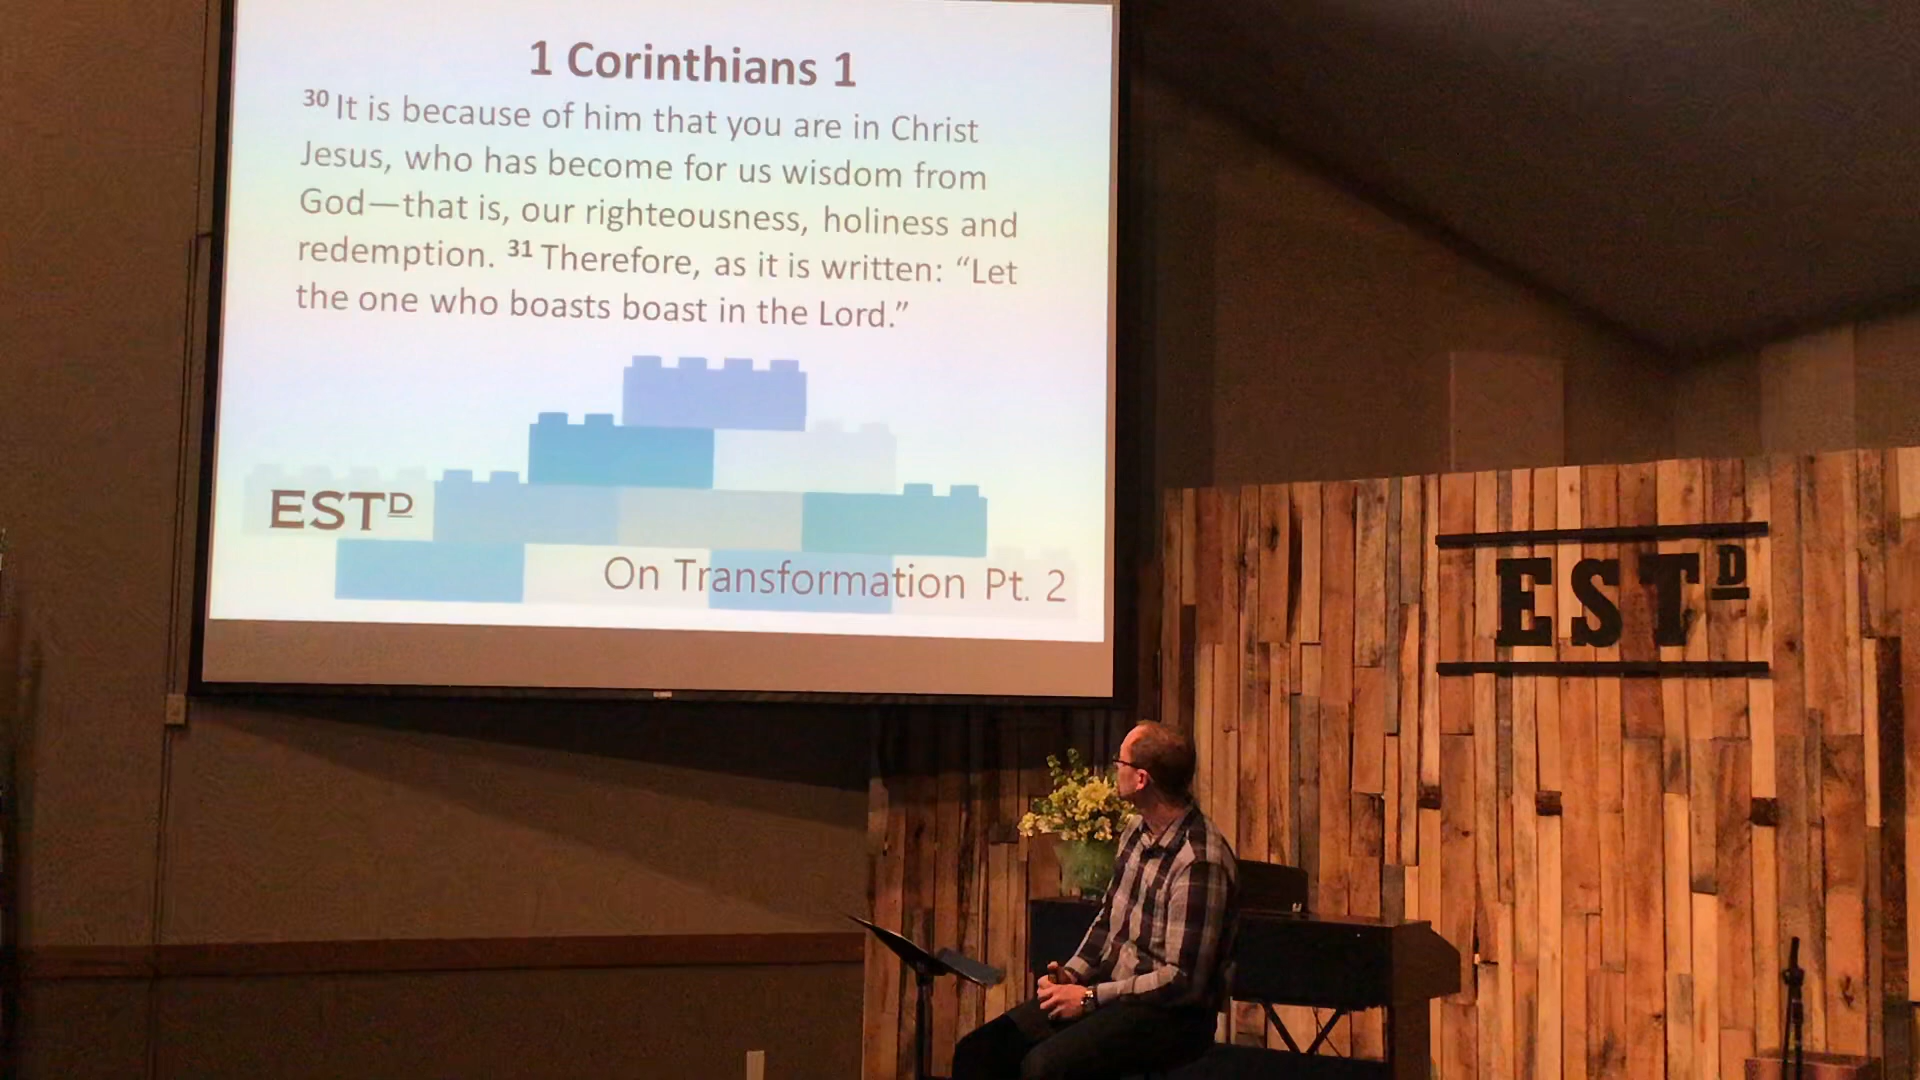 1 Corinthians 1
30 It is because of him that you are in Christ
Jesus, who has become for us wisdom from
God—that is, our righteousness, holiness and
redemption. 31 Therefore, as it is written: “Let
the one who boasts boast in the Lord.”
ESTD
On Transformation Pt. 2
ESTD